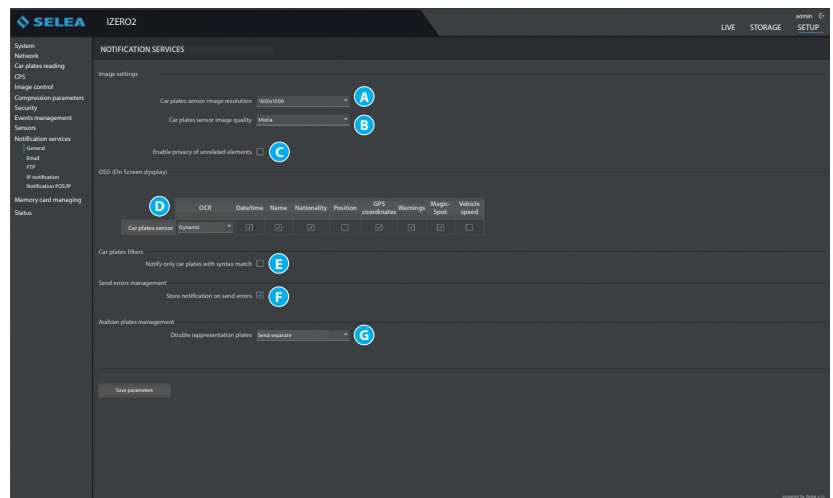 SELEA
IZERO2
admin
LIVE STORAGE SETUP
System
Network
Car plates reading
CPS
Image control
Compression parameters
Security
Events management
Sensors
Notification services
General
Email
FTP
IP notification
Notification POS/IP
Memory card managing
Status
NOTIFICATION SERVICES
Image settings
Car plates sensor image resolution 1920x1200 A
Car plates sensor image quality Media B
Enable privacy of unrelated elements C
OSD (On Screen dysplay)
D OCR Date/time Name Nationality Position GPS coordinates Warnings Magic-Spot Vehicle speed
Car plates sensor Dynamic
Car plates filters
Notify only car plates with syntax match E
Send errors management
Store notification on send errors F
Arabian plates management
Double rappresentation plates Send separate G
Save parameters
powered by Selea s.r.l.